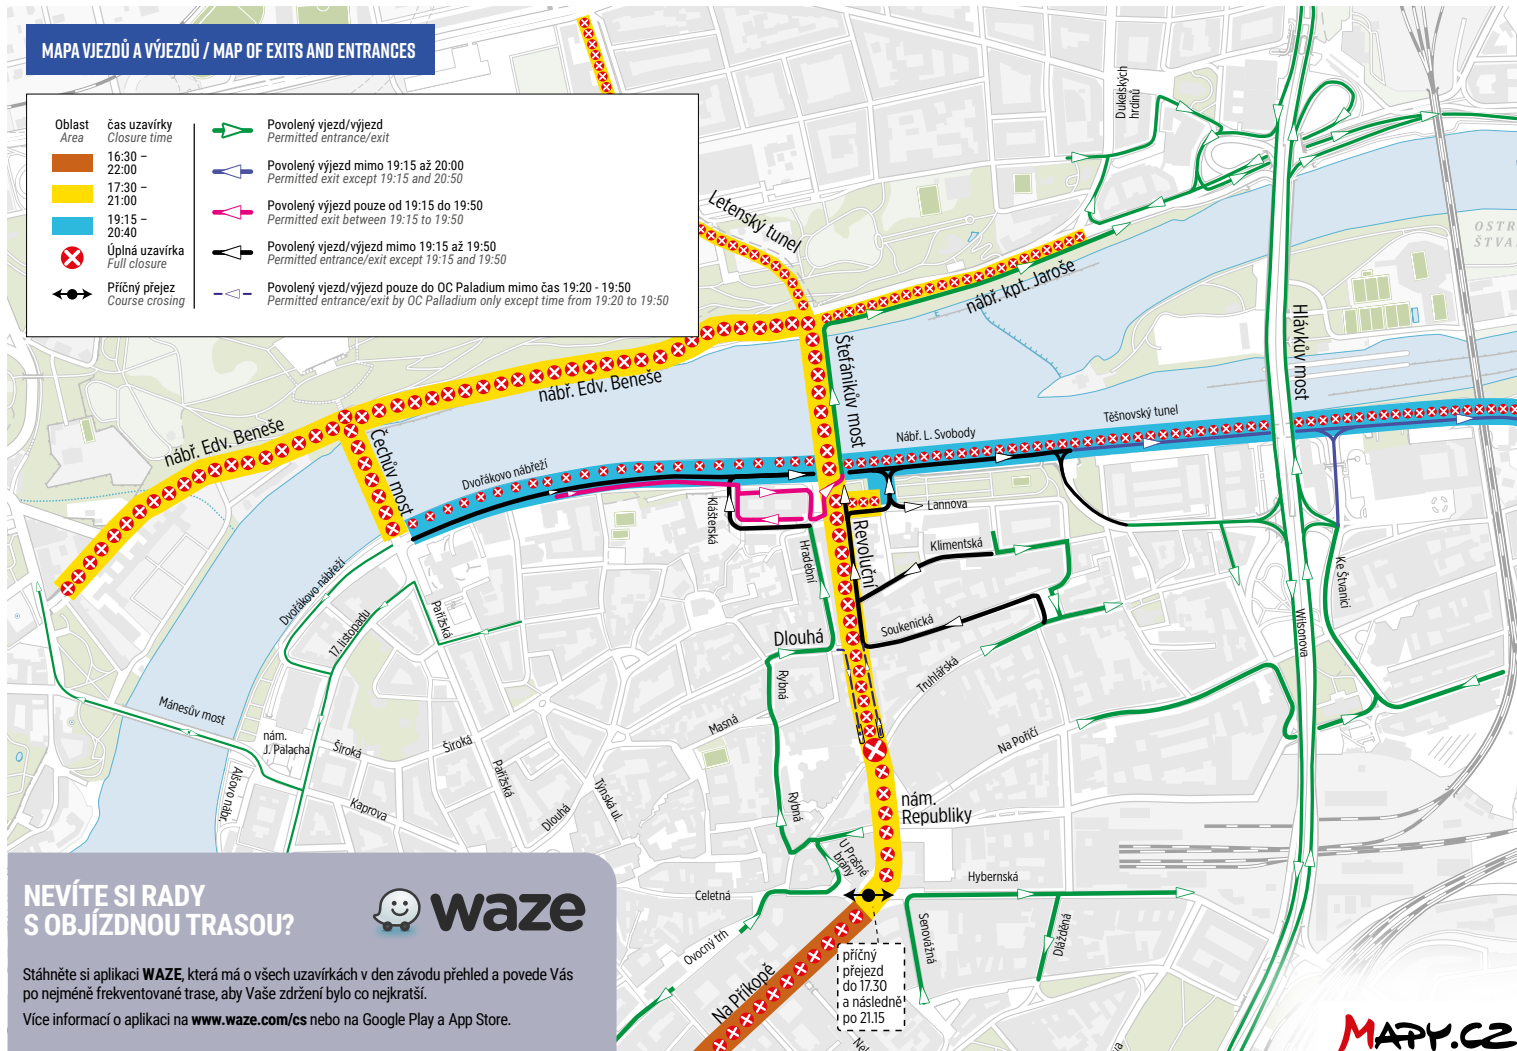 MAPA VJEZDŮ A VÝJEZDŮ / MAP OF EXITS AND ENTRANCES
Oblast
Area
čas uzavírky
Closure time
16:30 –
22:00
17:30 –
21:00
19:15 –
20:40
Úplná uzavírka
Full closure
Příčný přejez
Course crosing
Povolený vjezd/výjezd
Permitted entrance/exit
Povolený výjezd mimo 19:15 až 20:00
Permitted exit except 19:15 and 20:50
Povolený výjezd pouze od 19:15 do 19:50
Permitted exit between 19:15 to 19:50
Povolený vjezd/výjezd mimo 19:15 až 19:50
Permitted entrance/exit except 19:15 and 19:50
Povolený vjezd/výjezd pouze do OC Paladium mimo čas 19:20 - 19:50
Permitted entrance/exit by OC Palladium only except time from 19:20 to 19:50
Dukelských
hrdinů
Letenský tunel
OSTR
ŠTVA
nábř. kpt. Jaroše
Hlávkův most
Štefánikův most
nábř. Edv. Beneše
nábř. Edv. Beneše
Čechův most
Těšnovský tunel
Nábř. L. Svobody
Dvořákovo nábřeží
Klášterská
Lannova
Revoluční
Klimentská
Hradební
Ke Štvanici
Dvořákovo nábřeží
17. listopadu
Pařížská
Soukenická
Wilsonova
Dlouhá
Truhlářská
Rybná
Mánesův most
Masná
nám.
J. Palacha
Široká
Široká
Na Poříčí
Pařížská
Alšovo nábř.
Kaprova
Dlouhá
Týnská ul.
Rybná
nám.
Republiky
U Prašné
brány
Hybernská
Celetná
Senovážná
Dlážděná
Ovocný trh
Na Příkopě
příčný
přejezd
do 17.30
a následně
po 21.15
Nek
NEVÍTE SI RADY
S OBJÍZDNOU TRASOU?
waze
Stáhněte si aplikaci WAZE, která má o všech uzavírkách v den závodu přehled a povede Vás
po nejméně frekventované trase, aby Vaše zdržení bylo co nejkratší.
Více informací o aplikaci na www.waze.com/cs nebo na Google Play a App Store.
MAPY.CZ